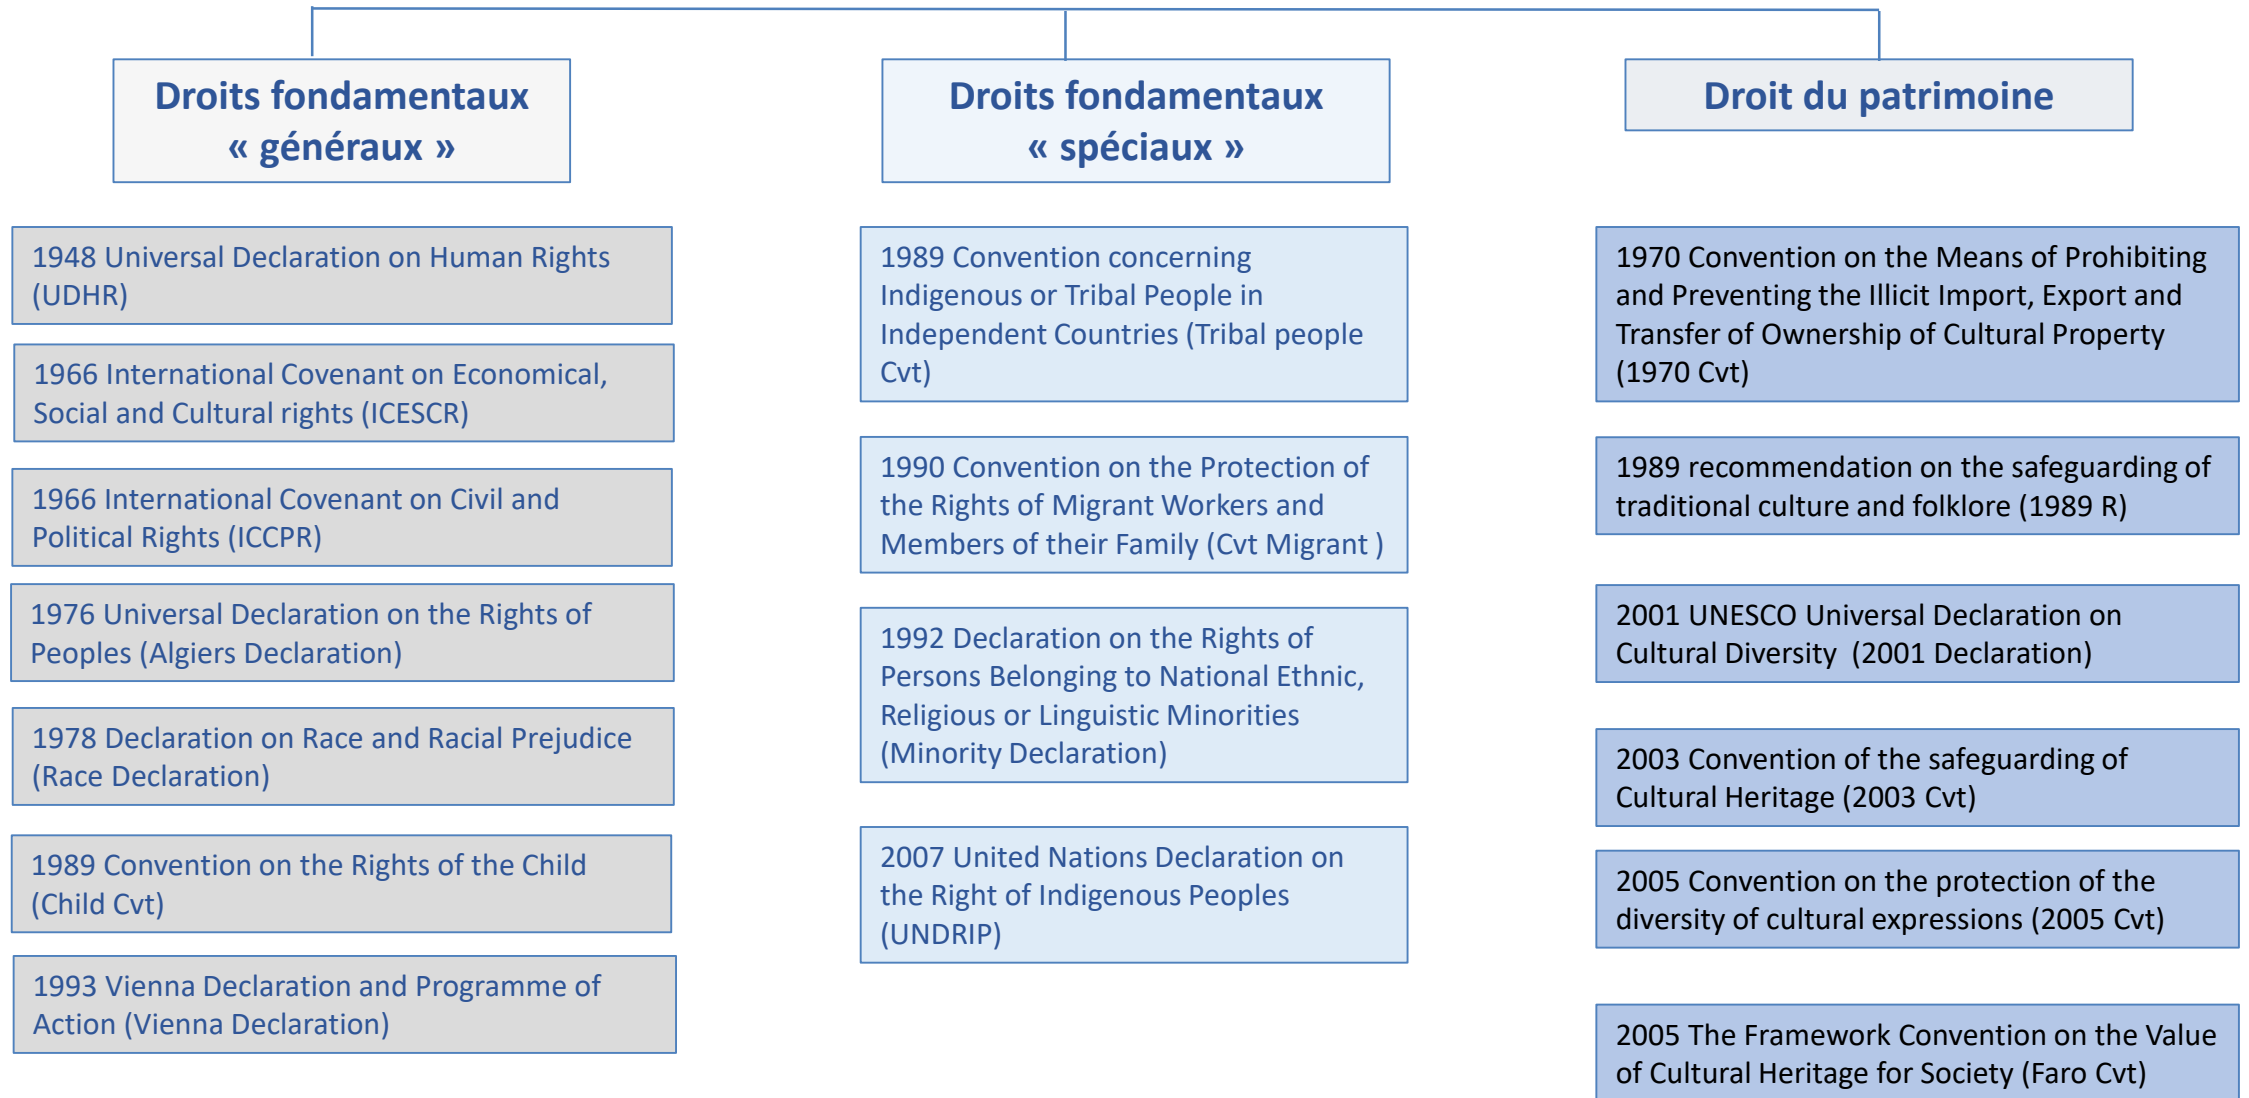 Droits fondamentaux
« généraux »
1948 Universal Declaration on Human Rights
(UDHR)
1966 International Covenant on Economical,
Social and Cultural rights (ICESCR)
1966 International Covenant on Civil and
Political Rights (ICCPR)
1976 Universal Declaration on the Rights of
Peoples (Algiers Declaration)
1978 Declaration on Race and Racial Prejudice
(Race Declaration)
1989 Convention on the Rights of the Child
(Child Cvt)
1993 Vienna Declaration and Programme of
Action (Vienna Declaration)
Droits fondamentaux
« spéciaux »
1989 Convention concerning
Indigenous or Tribal People in
Independent Countries (Tribal people
Cvt)
1990 Convention on the Protection of
the Rights of Migrant Workers and
Members of their Family (Cvt Migrant )
1992 Declaration on the Rights of
Persons Belonging to National Ethnic,
Religious or Linguistic Minorities
(Minority Declaration)
2007 United Nations Declaration on
the Right of Indigenous Peoples
(UNDRIP)
Droit du patrimoine
1970 Convention on the Means of Prohibiting
and Preventing the Illicit Import, Export and
Transfer of Ownership of Cultural Property
(1970 Cvt)
1989 recommendation on the safeguarding of
traditional culture and folklore (1989 R)
2001 UNESCO Universal Declaration on
Cultural Diversity  (2001 Declaration)
2003 Convention of the safeguarding of
Cultural Heritage (2003 Cvt)
2005 Convention on the protection of the
diversity of cultural expressions (2005 Cvt)
2005 The Framework Convention on the Value
of Cultural Heritage for Society (Faro Cvt)